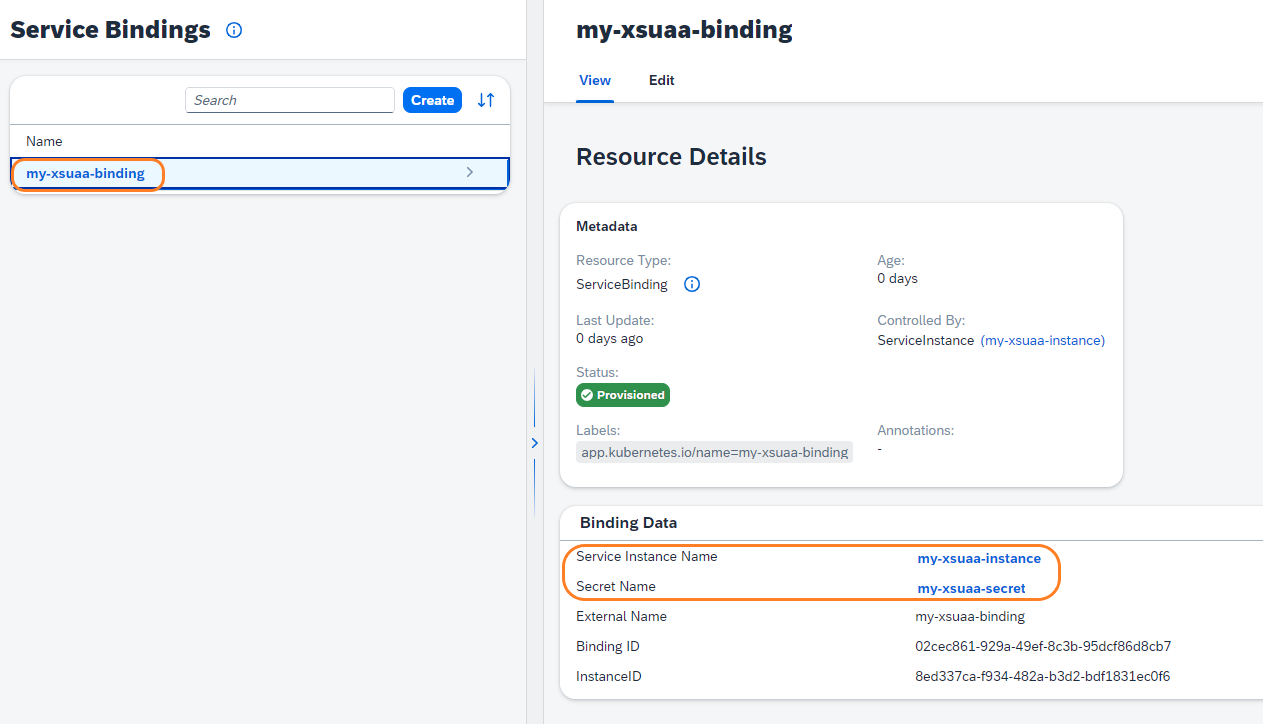 Service Bindings
Search
Create
Name
my-xsuaa-binding
my-xsuaa-binding
View
Edit
Resource Details
Metadata
Resource Type:
ServiceBinding
Age:
0 days
Last Update:
0 days ago
Controlled By:
ServiceInstance (my-xsuaa-instance)
Status:
Provisioned
Labels:
app.kubernetes.io/name=my-xsuaa-binding
Annotations:
-
Binding Data
Service Instance Name my-xsuaa-instance
Secret Name my-xsuaa-secret
External Name my-xsuaa-binding
Binding ID 02cec861-929a-49ef-8c3b-95dcf86d8cb7
InstanceID 8ed337ca-f934-482a-b3d2-bdf1831ec0f6